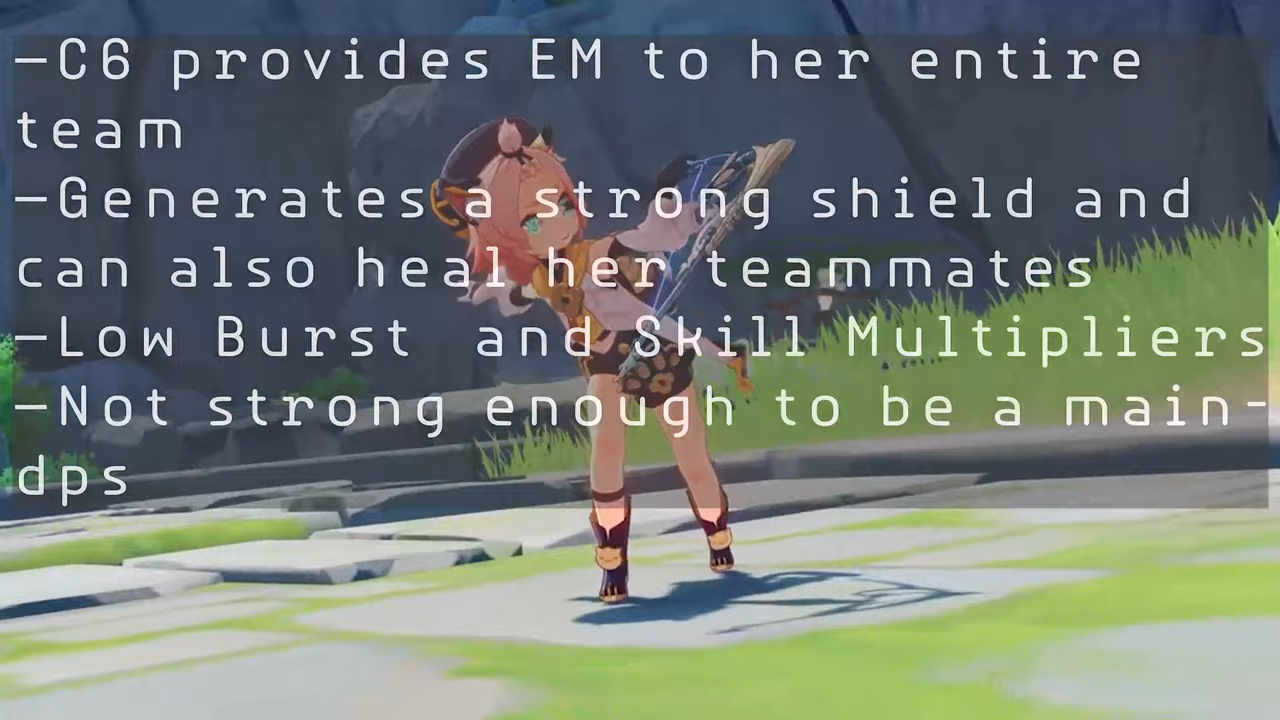 –C6 provides EM to her entire
team
–Generates a strong shield and
can also heal her teammates
–Low Burst  and Skill Multipliers
–Not strong enough to be a main-
dps